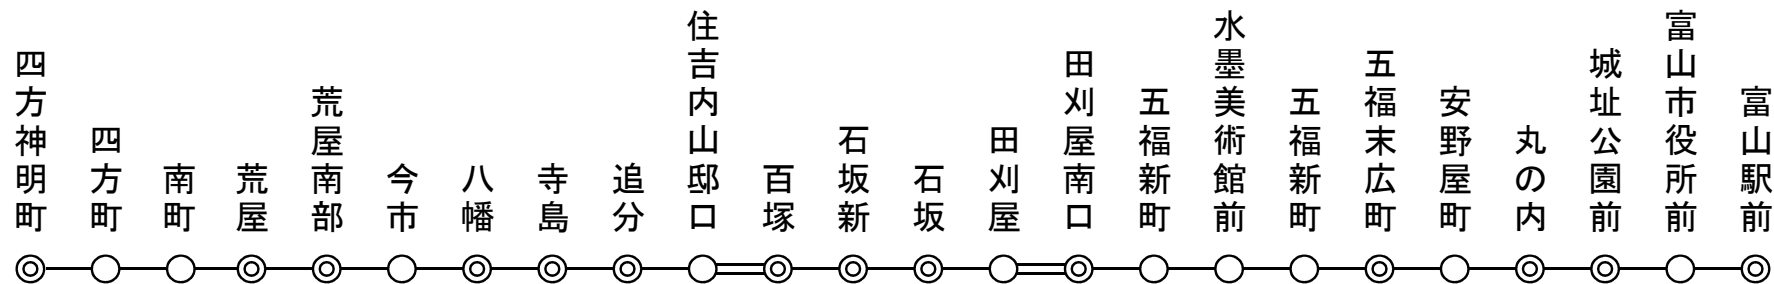 四方神明町
四方町
南町
荒屋
荒屋南部
今市
八幡
寺島
追分
住吉内山邸口
百塚
石坂新
石坂
田刈屋
田刈屋南口
五福新町
水墨美術館前
五福新町
五福末広町
安野屋町
丸の内
城址公園前
富山市役所前
富山駅前